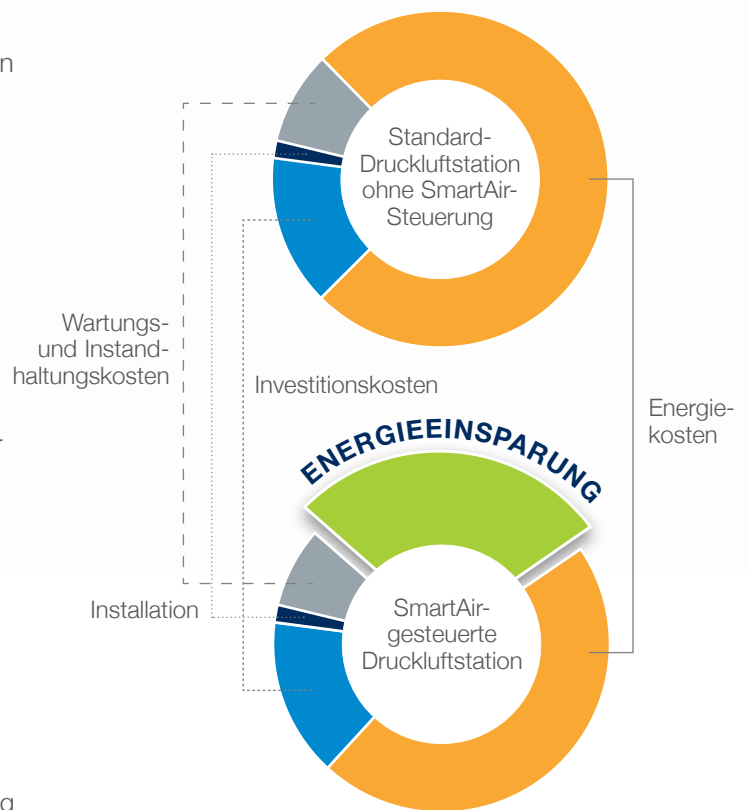 n
Standard-
Druckluftstation
ohne SmartAir-
Steuerung
Wartungs-
und Instand-
haltungskosten
Investitionskosten
Energie-
kosten
ENERGIEEINSPARUNG
Installation
SmartAir-
gesteuerte
Druckluftstation
g